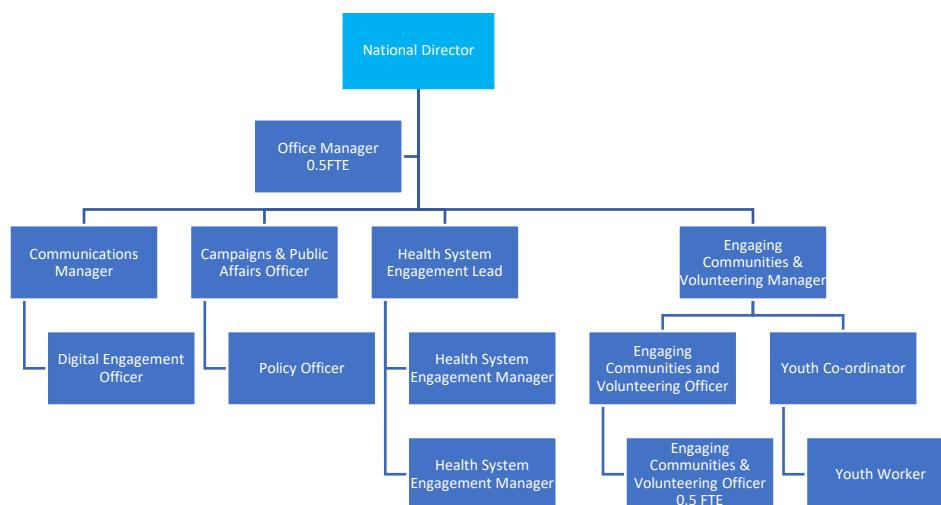 National Director
Office Manager
0.5FTE
Communications
Manager
Campaigns & Public
Affairs Officer
Health System
Engagement Lead
Engaging
Communities &
Volunteering Manager
Digital Engagement
Officer
Policy Officer
Health System
Engagement Manager
Engaging
Communities and
Volunteering Officer
Youth Co-ordinator
Health System
Engagement Manager
Engaging
Communities &
Volunteering Officer
0.5 FTE
Youth Worker